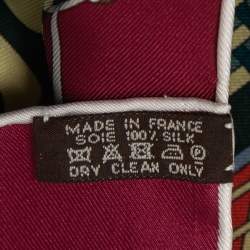 MADE IN FRANCE
SOIE 100% SILK
P
DRY CLEAN ONLY